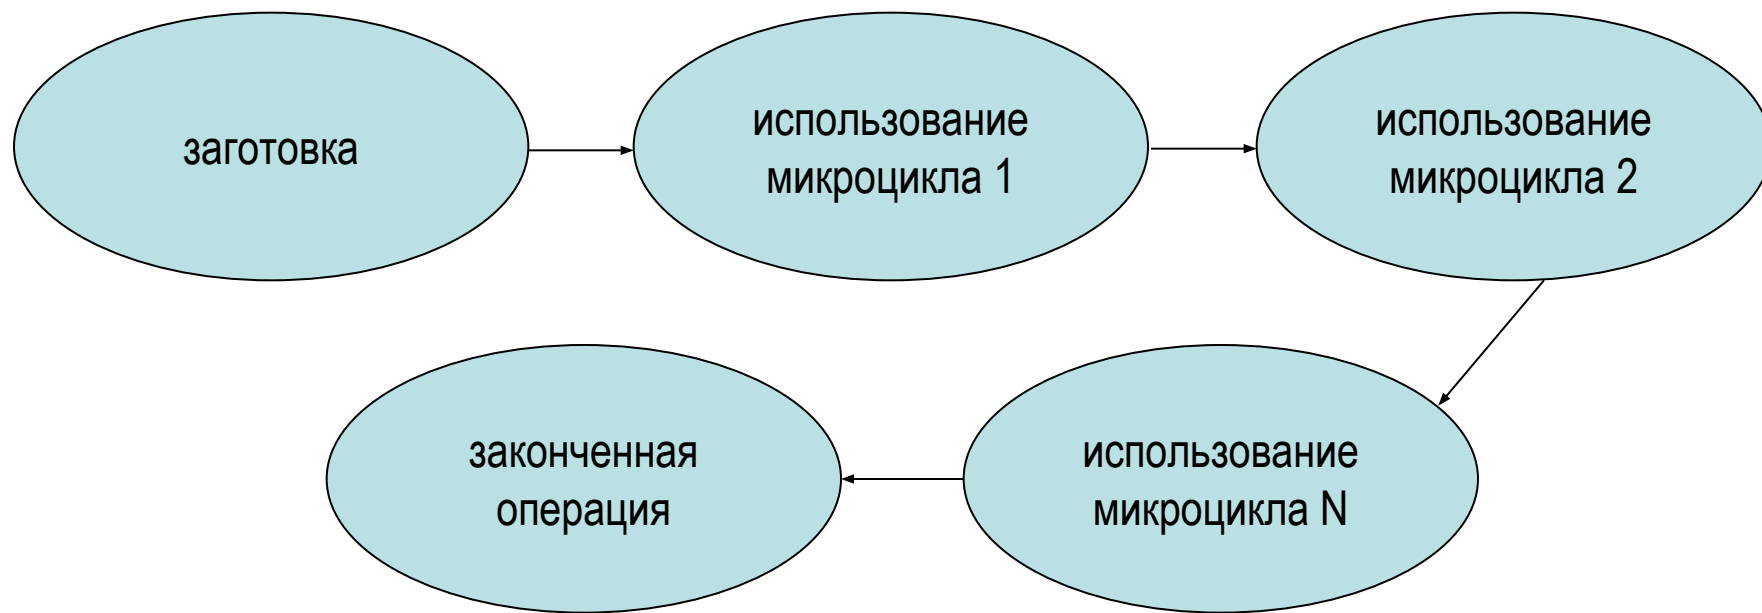 заготовка
использование
микроцикла 1
использование
микроцикла 2
законченная
операция
использование
микроцикла N